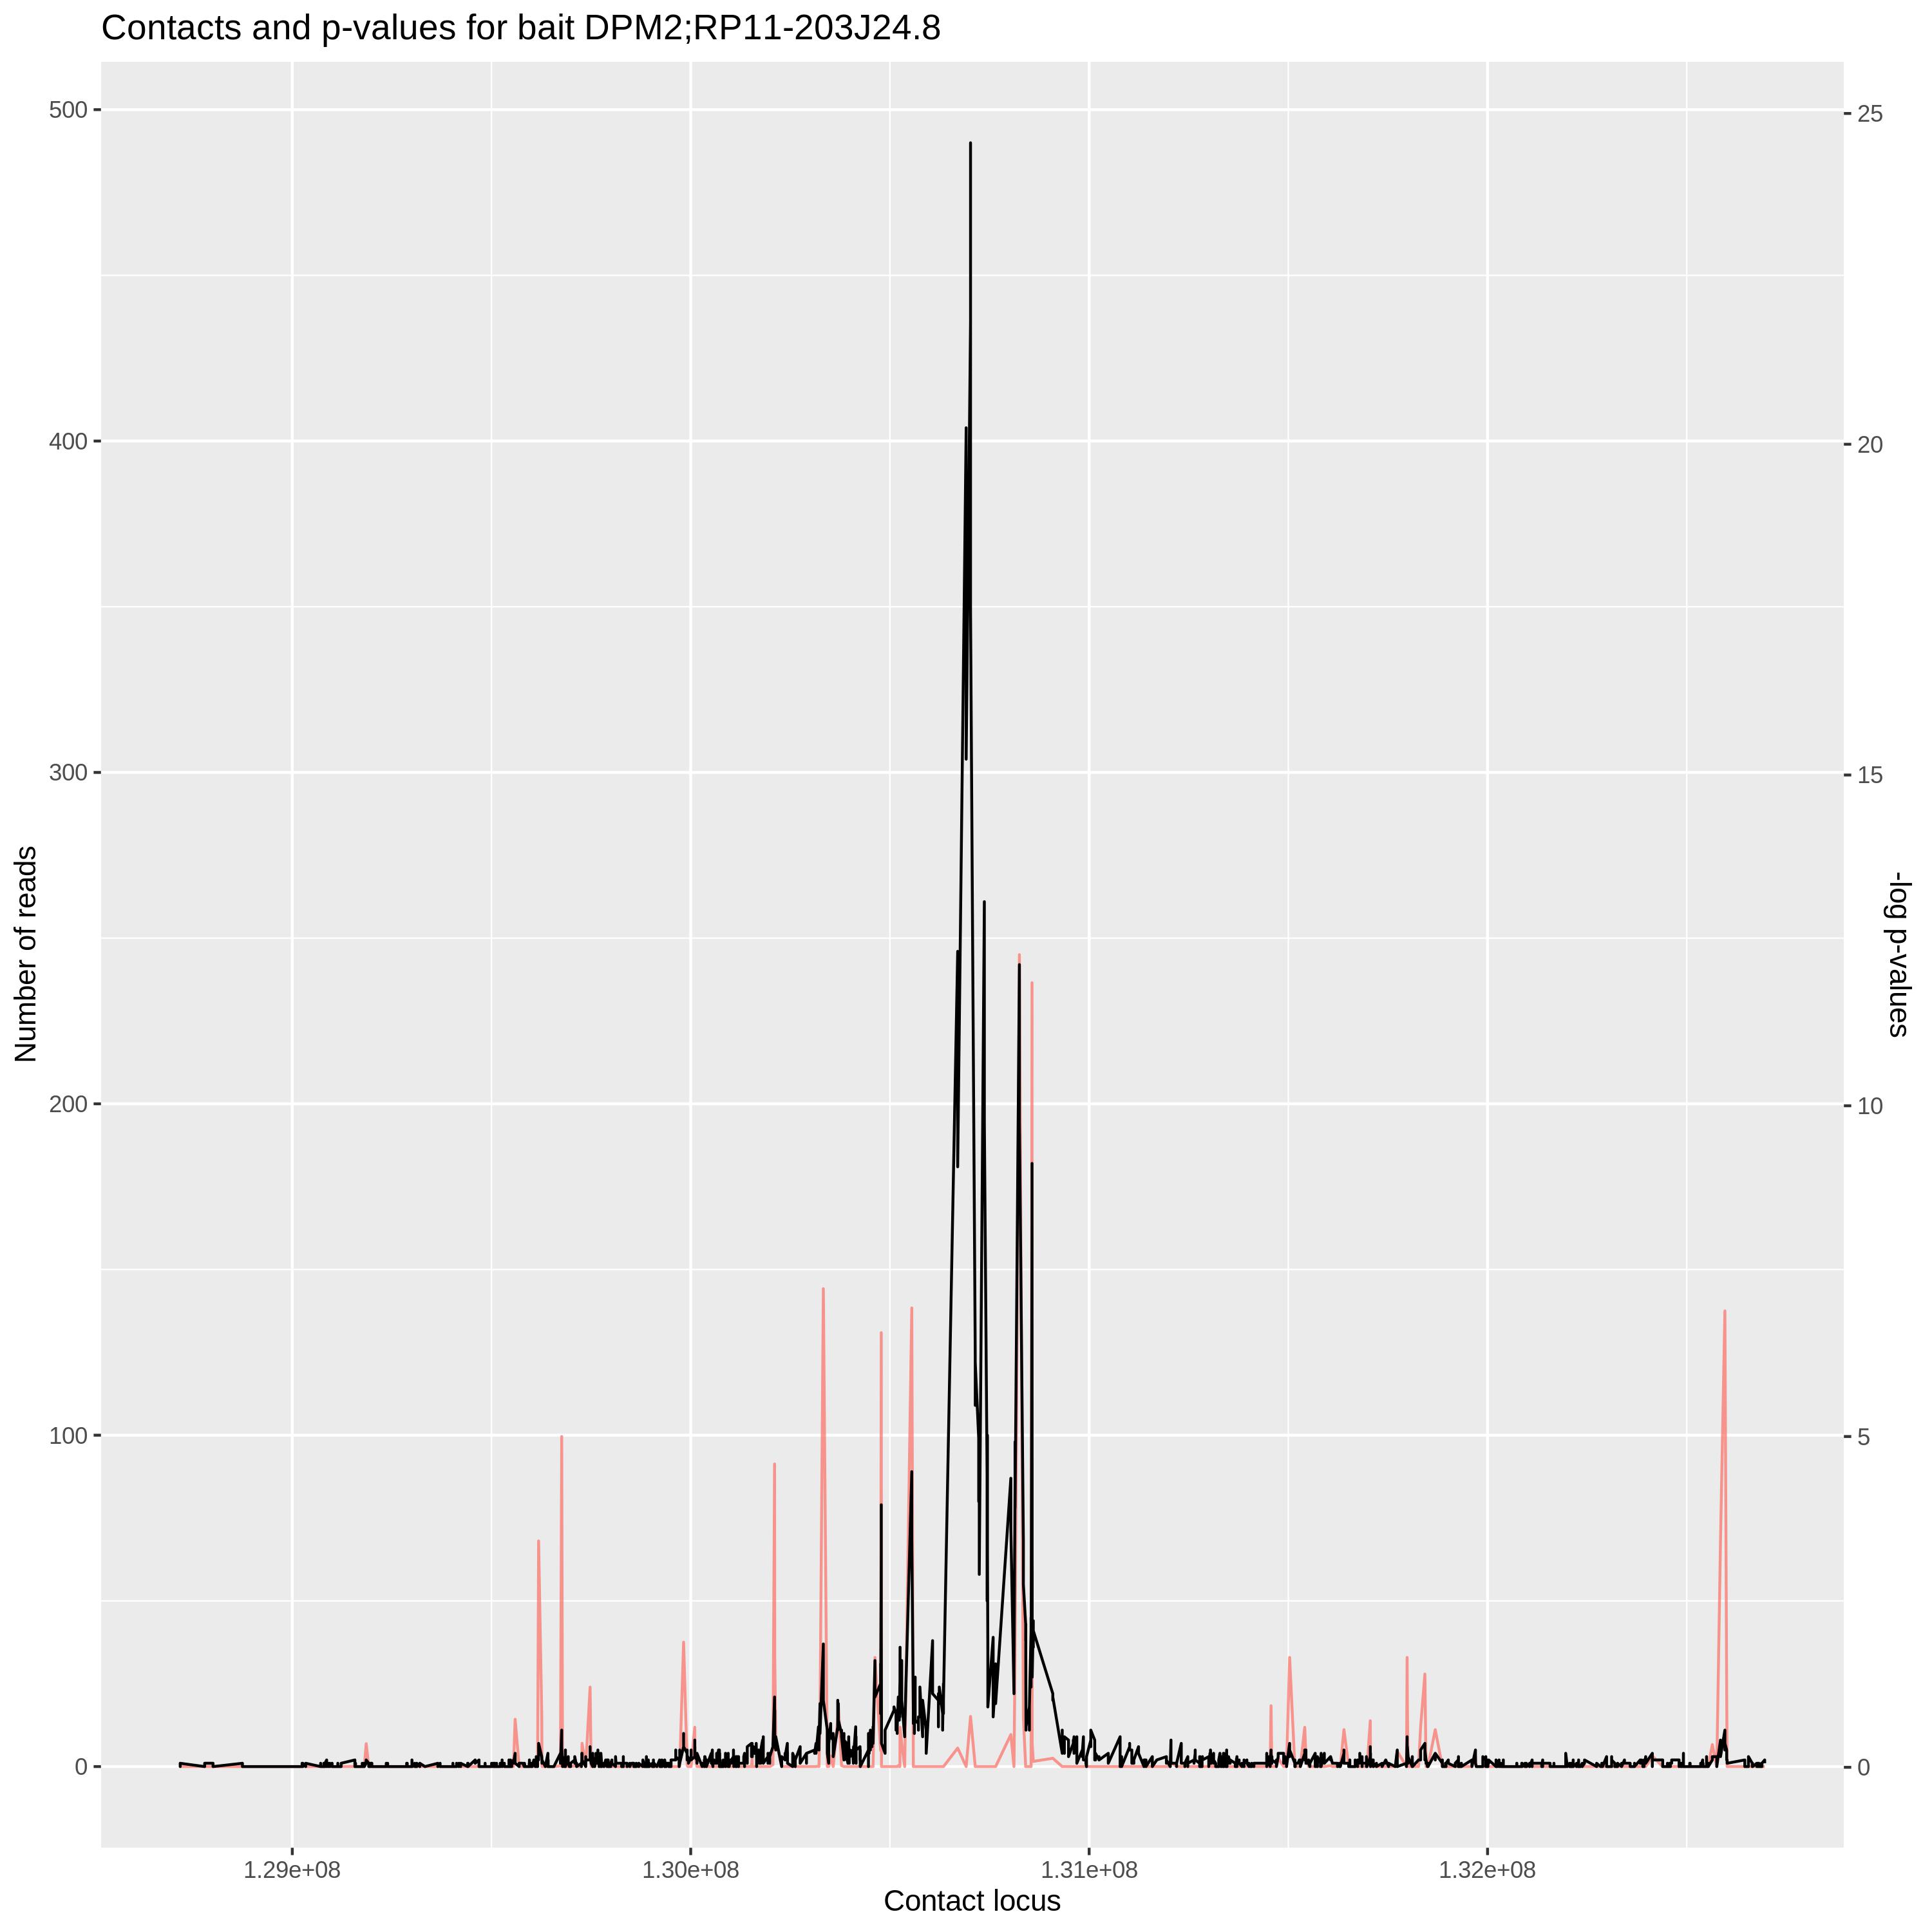 Contacts and p-values for bait DPM2;RP11-203J24.8
500
400
300
200
100
0
Number of reads
25
20
15
10
5
0
-log p-values
1.29e+08
1.30e+08
1.31e+08
1.32e+08
Contact locus